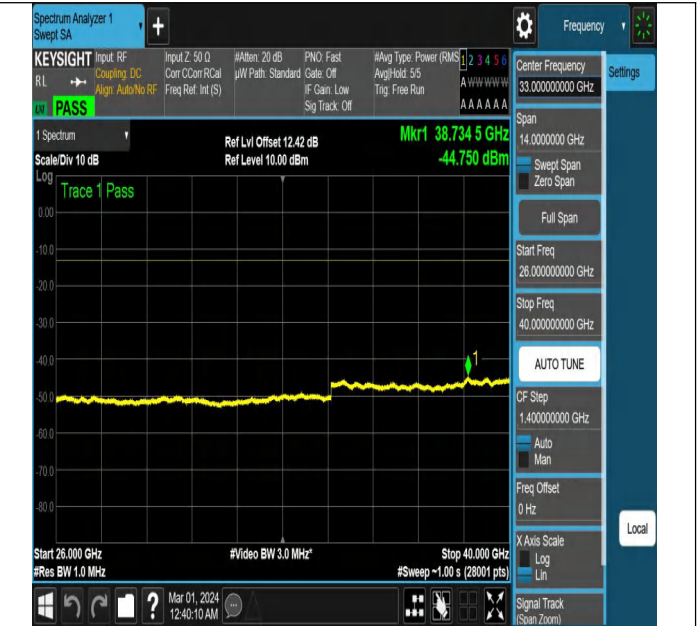 Spectrum Analyzer 1
Swept SA
+
Frequency
KEYSIGHT
RL
PASS
Input: RF
Coupling: DC
Align: Auto/No RF
Input Z: 50 Ω
Corr CCorr RCal
Freq Ref: Int (S)
#Atten: 20 dB
µW Path: Standard
PNO: Fast
Gate: Off
IF Gain: Low
Sig Track: Off
#Avg Type: Power (RMS
Avg|Hold: 5/5
Trig: Free Run
1 2 3 4 5 6
A W W W W W
A A A A A A
1 Spectrum
Scale/Div 10 dB
Ref Lvl Offset 12.42 dB
Ref Level 10.00 dBm
Mkr1 38.734 5 GHz
-44.750 dBm
Log
Trace 1 Pass
0.00
-10.0
-20.0
-30.0
-40.0
-50.0
-60.0
-70.0
-80.0
1
Start 26.000 GHz
#Res BW 1.0 MHz
#Video BW 3.0 MHz*
Stop 40.000 GHz
#Sweep ~1.00 s (28001 pts)
Mar 01, 2024
12:40:10 AM
Center Frequency
33.000000000 GHz
Settings
Span
14.0000000 GHz
Swept Span
Zero Span
Full Span
Start Freq
26.000000000 GHz
Stop Freq
40.000000000 GHz
AUTO TUNE
CF Step
1.400000000 GHz
Auto
Man
Freq Offset
0 Hz
Local
X Axis Scale
Log
Lin
Signal Track
(Span Zoom)